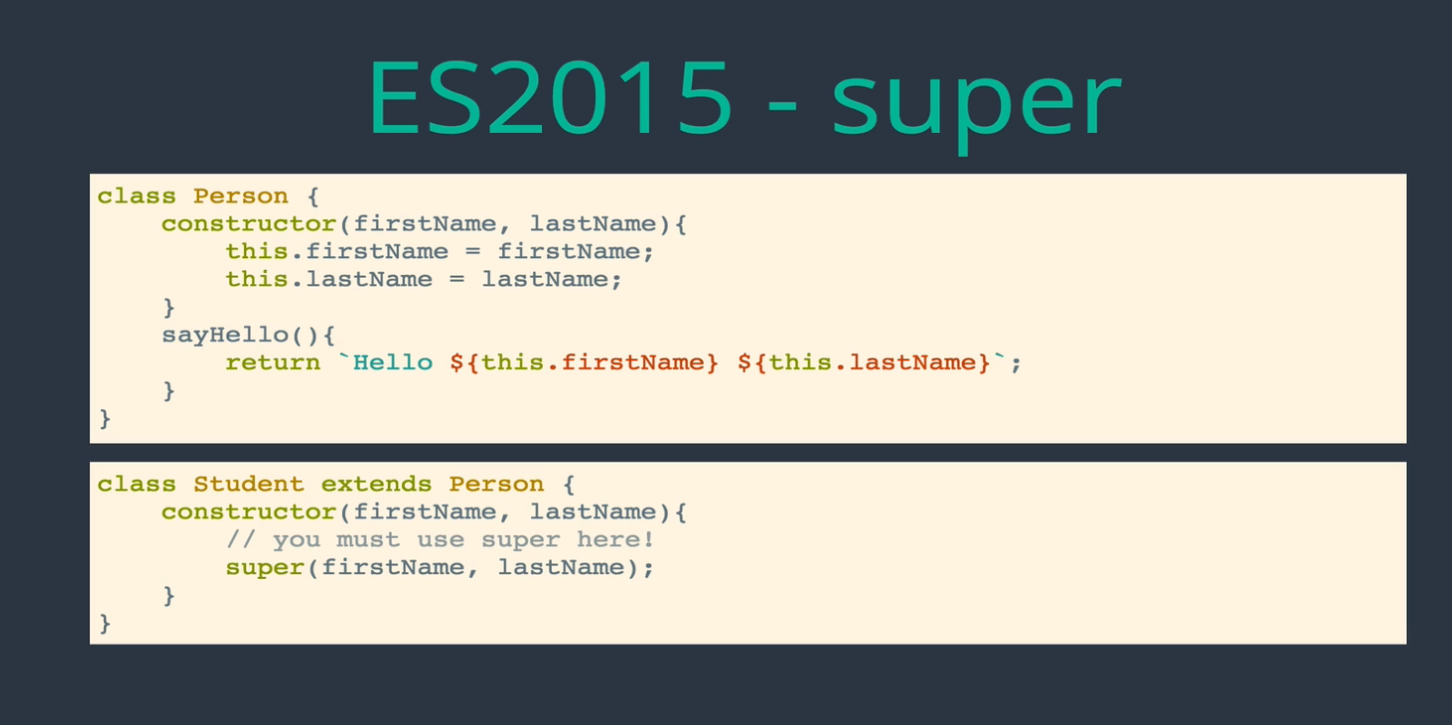 ES2015 - super
class Person {
    constructor(firstName, lastName){
        this.firstName = firstName;
        this.lastName = lastName;
    }
    sayHello(){
        return `Hello ${this.firstName} ${this.lastName}`;
    }
}
class Student extends Person {
    constructor(firstName, lastName){
        // you must use super here!
        super(firstName, lastName);
    }
}